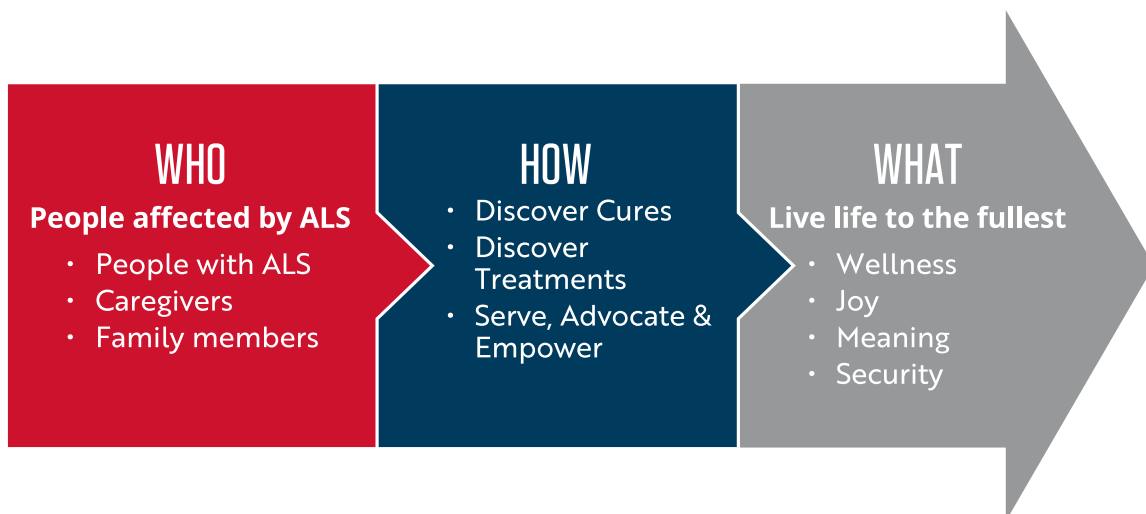 WHO
People affected by ALS
· People with ALS
· Caregivers
· Family members
HOW
· Discover Cures
· Discover
Treatments
· Serve, Advocate &
Empower
WHAT
Live life to the fullest
· Wellness
· Joy
· Meaning
· Security